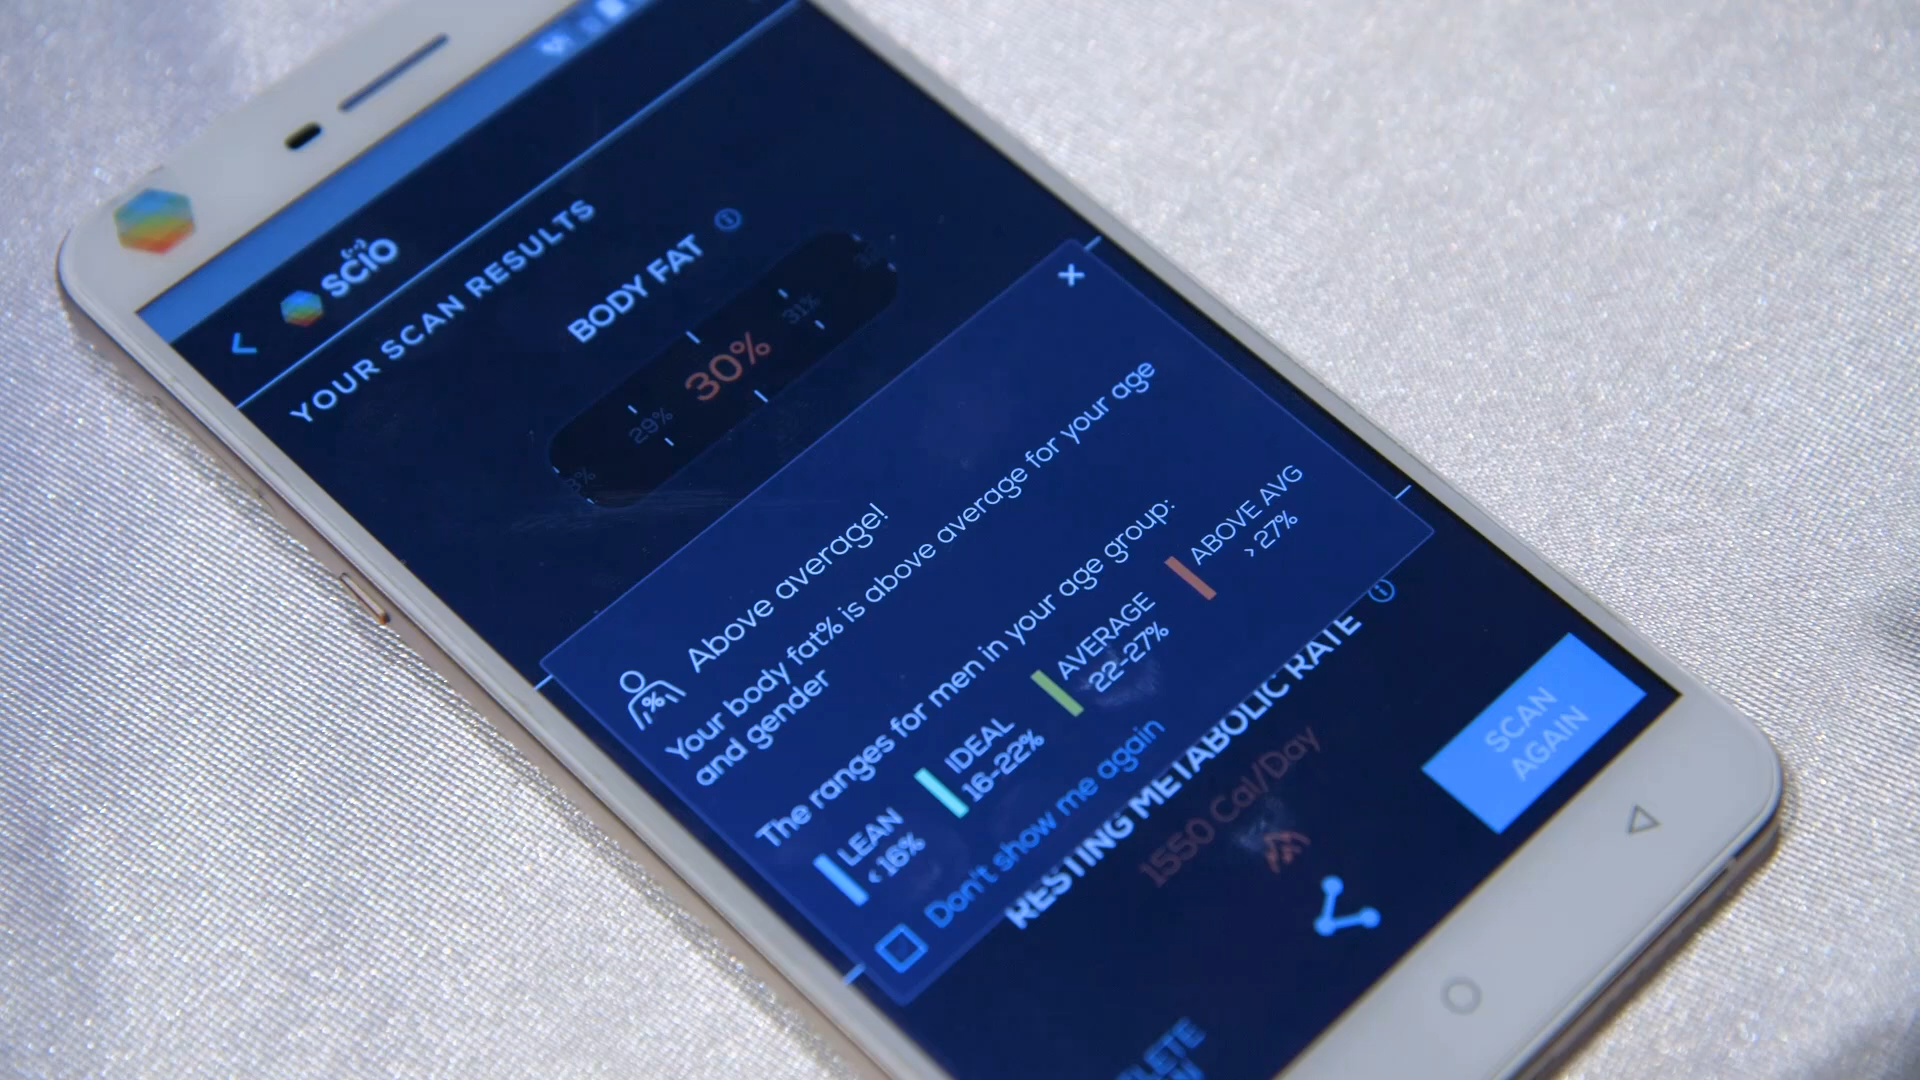 SCiO
YOUR SCAN RESULTS
BODY FAT
29% 30% 31%
Above average!
Your body fat% is above average for your age
and gender
The ranges for men in your age group:
LEAN
<16%
IDEAL
16-22%
AVERAGE
22-27%
ABOVE AVG
>27%
Don't show me again
RESTING METABOLIC RATE
1550 Cal/Day
SCAN
AGAIN